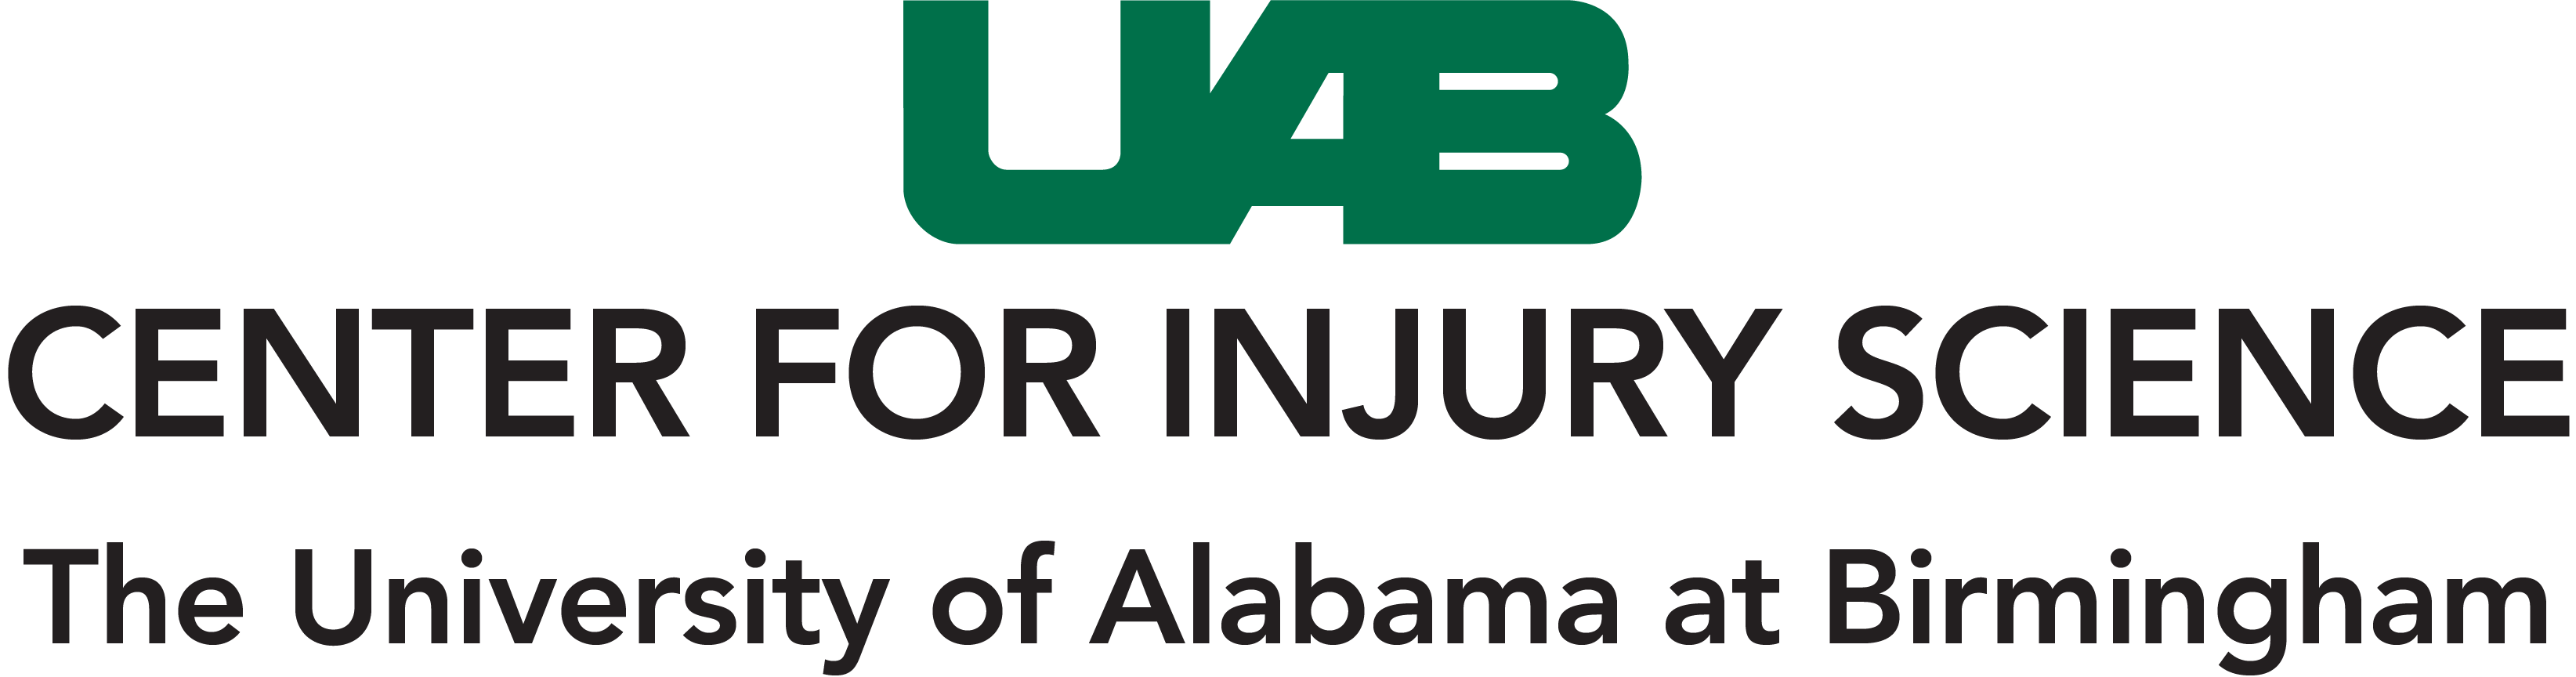 UAB
CENTER FOR INJURY SCIENCE
The University of Alabama at Birmingham